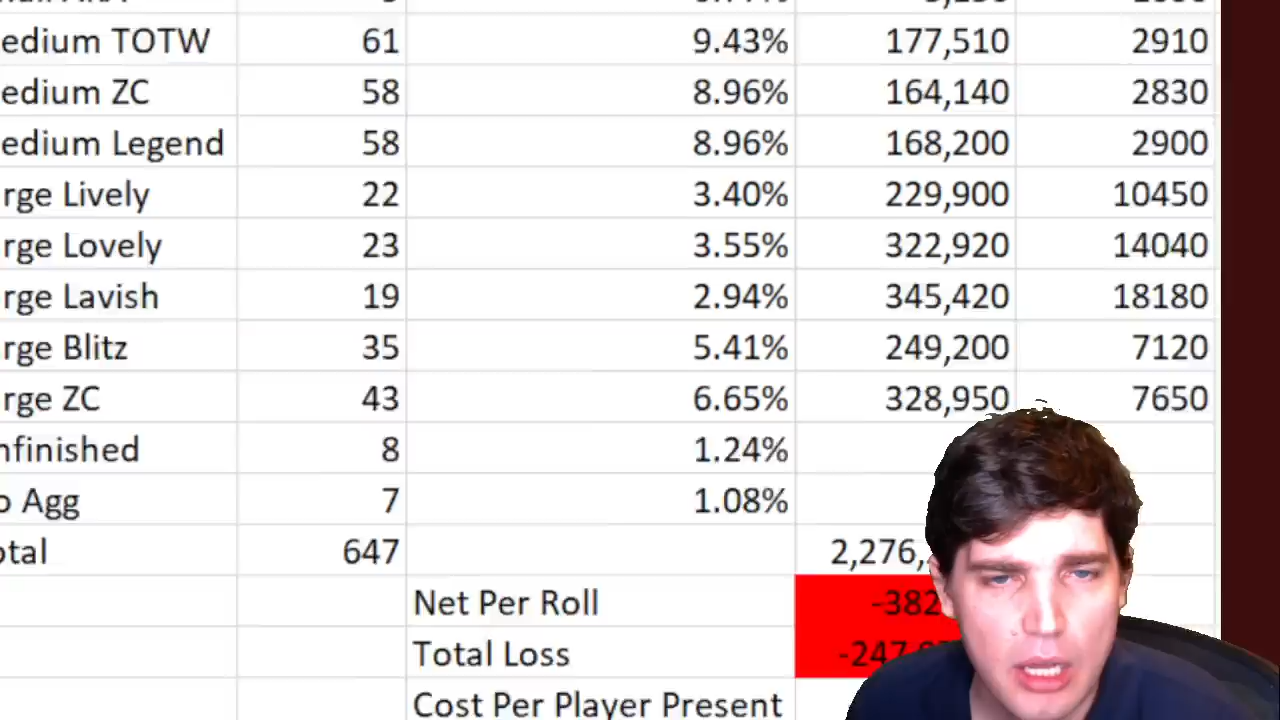 edium TOTW 61 9.43% 177,510 2910
edium ZC 58 8.96% 164,140 2830
edium Legend 58 8.96% 168,200 2900
rge Lively 22 3.40% 229,900 10450
rge Lovely 23 3.55% 322,920 14040
rge Lavish 19 2.94% 345,420 18180
rge Blitz 35 5.41% 249,200 7120
rge ZC 43 6.65% 328,950 7650
nfinished 8 1.24%
o Agg 7 1.08%
otal 647 2,276,
Net Per Roll -382
Total Loss -247,
Cost Per Player Present